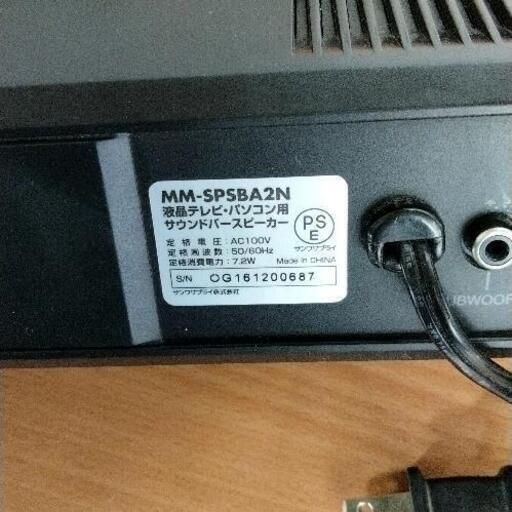 MM-SPSBA2N
液晶テレビ・パソコン用
サウンドバースピーカー
定格電圧:AC100V
定格周波数:50/60Hz
定格消費電力:7.2W
PS
E
サンワサプライ
Made in CHINA
S/N OG161200687
サンワサプライ株式会社
SUBWOOF